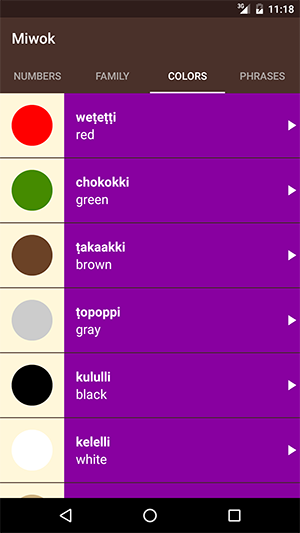 3G 11:18
Miwok
NUMBERS FAMILY COLORS PHRASES
weṭeṭṭi
red
chokokki
green
ṭakaakki
brown
ṭopoppi
gray
kululli
black
kelelli
white